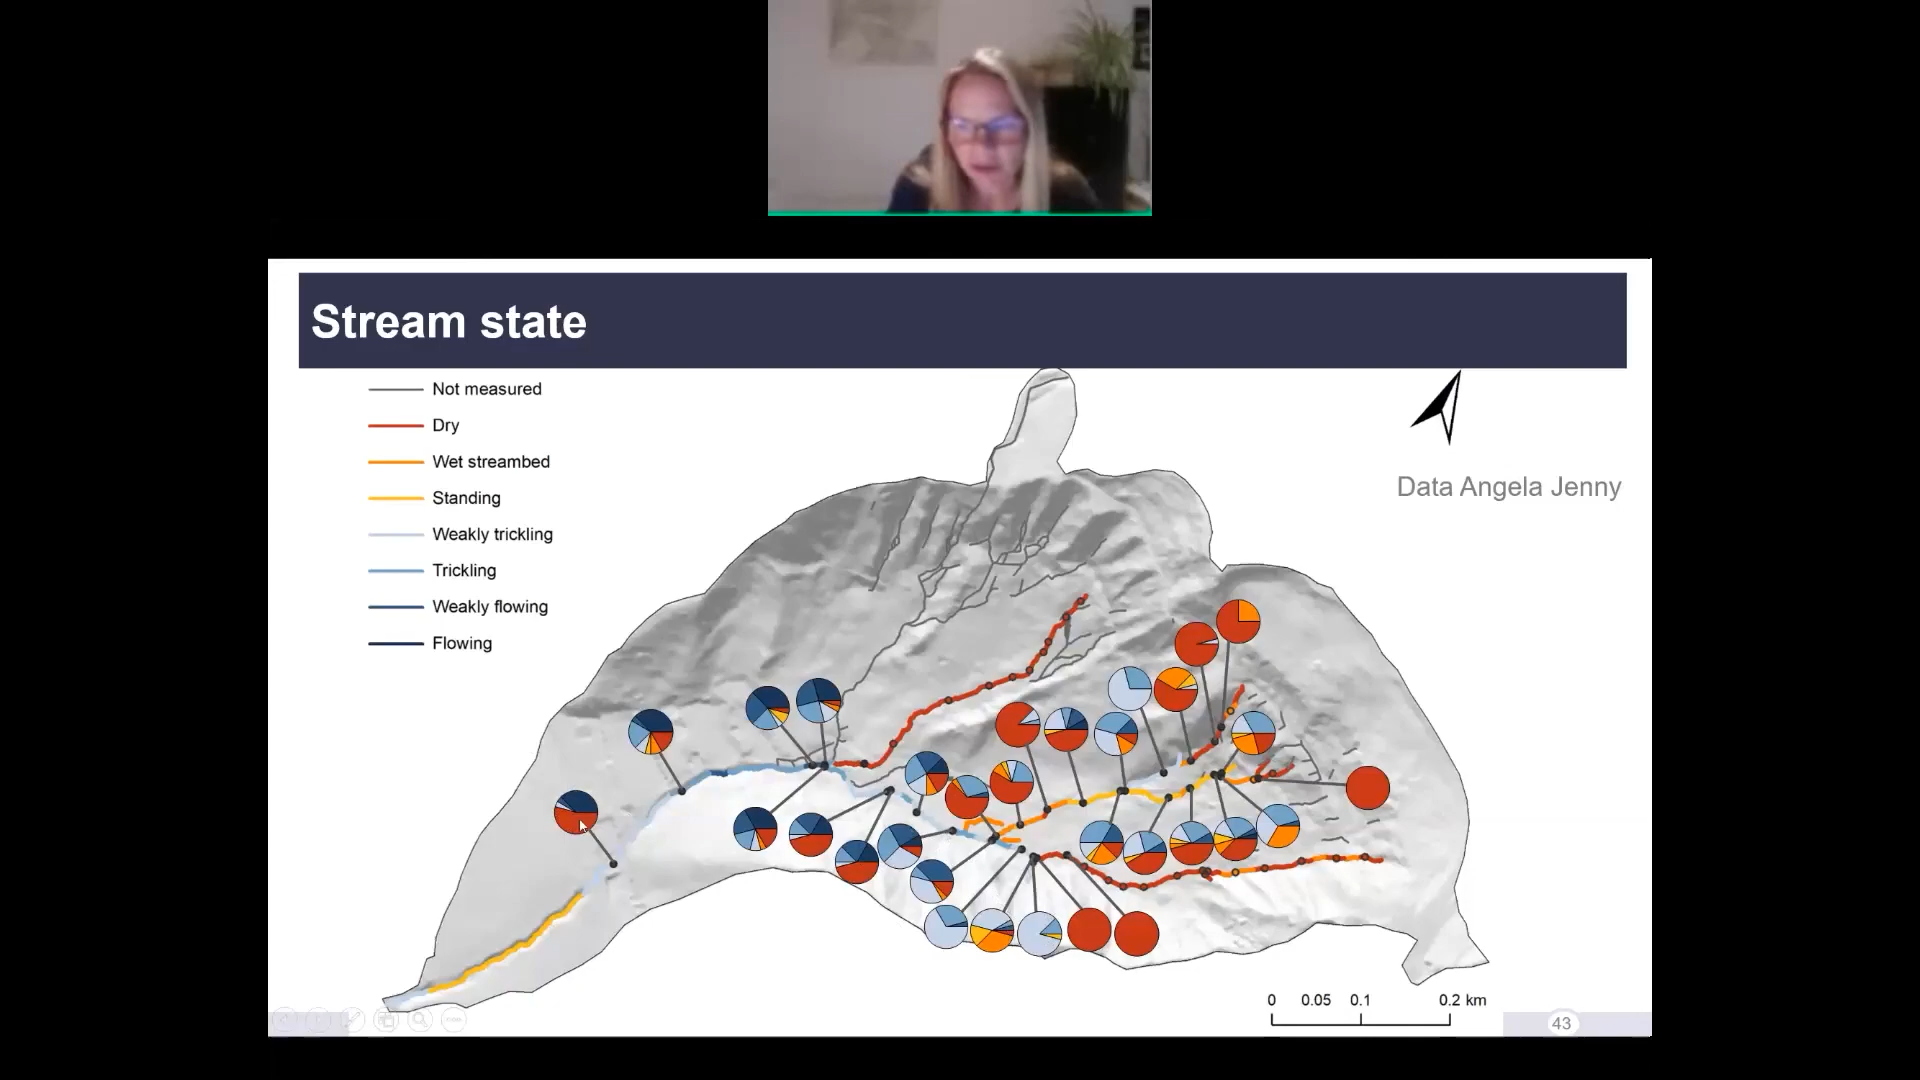 Stream state
Not measured
Dry
Wet streambed
Standing
Weakly trickling
Trickling
Weakly flowing
Flowing
Data Angela Jenny
0 0.05 0.1 0.2 km
43